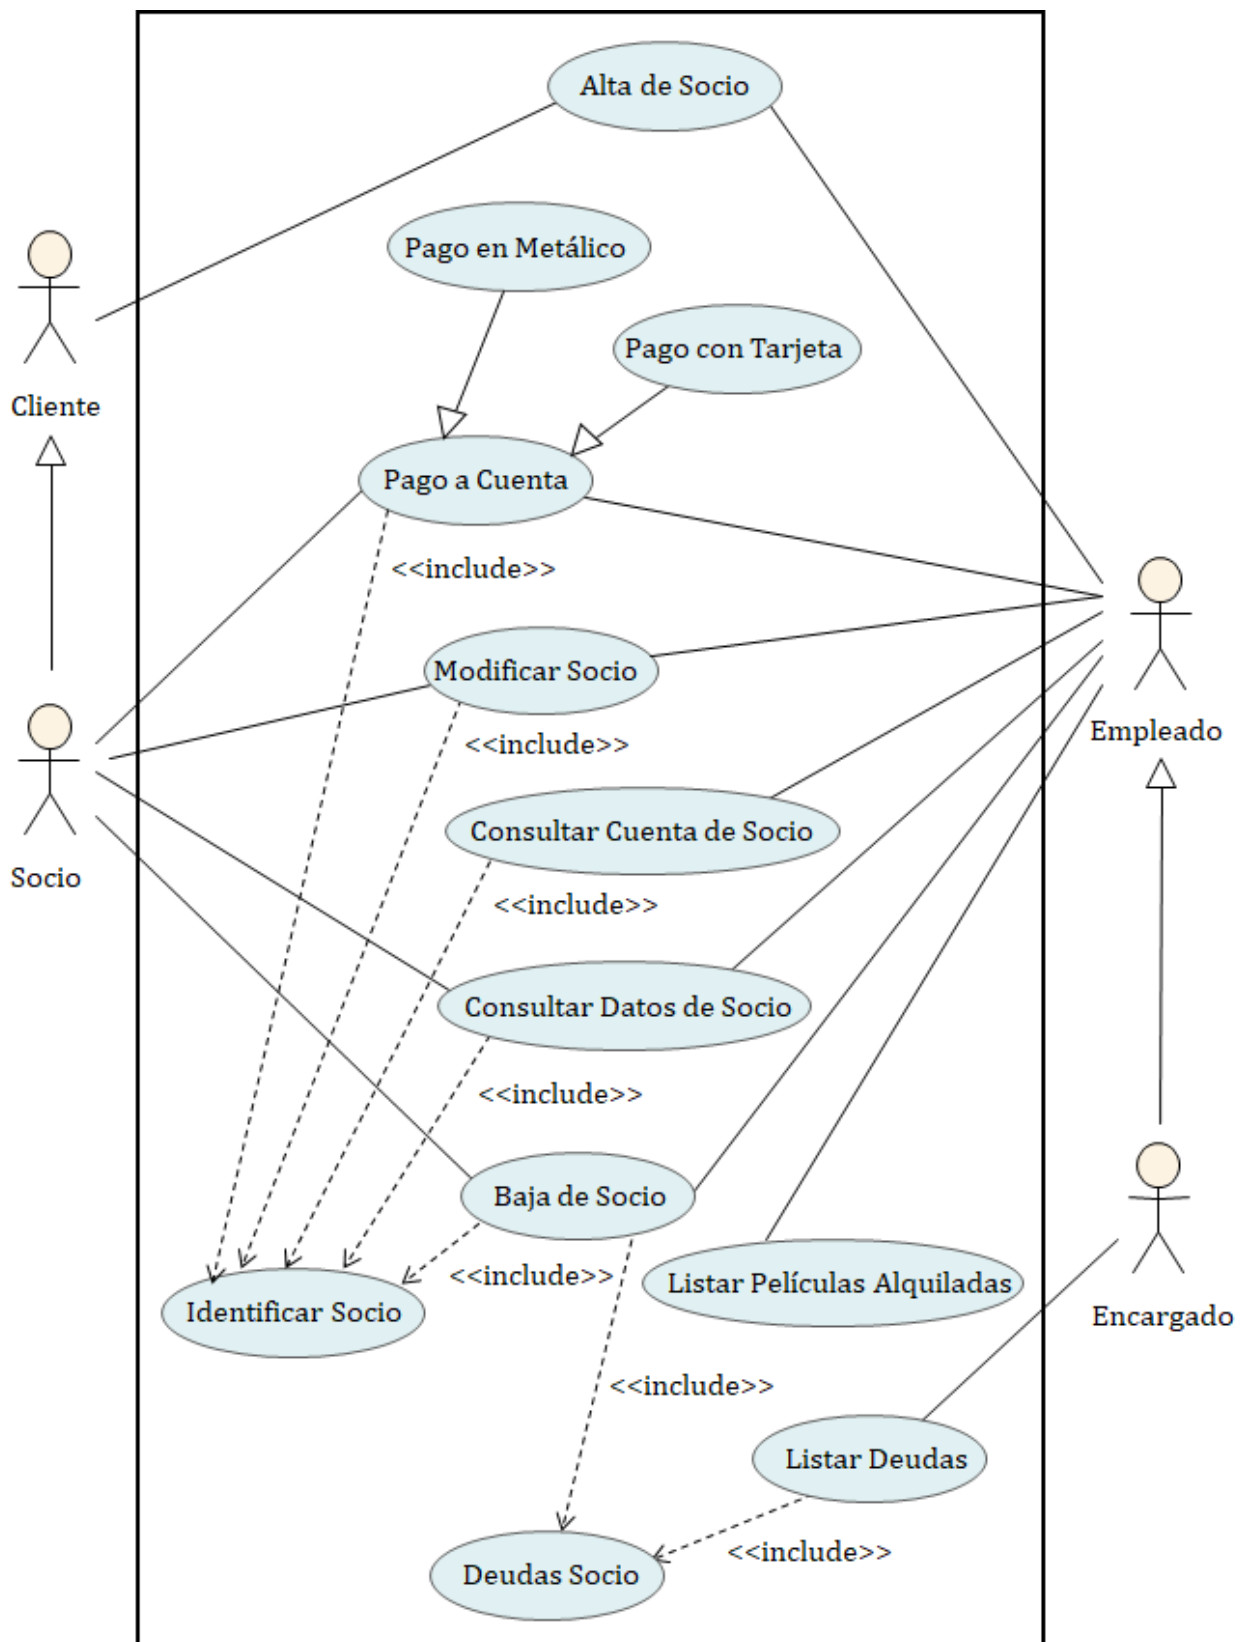 Alta de Socio
Pago en Metálico
Pago con Tarjeta
Cliente
Pago a Cuenta
<<include>>
Modificar Socio
Empleado
<<include>>
Consultar Cuenta de Socio
Socio
<<include>>
Consultar Datos de Socio
<<include>>
Baja de Socio
<<include>>
Listar Películas Alquiladas
Identificar Socio
Encargado
<<include>>
Listar Deudas
<<include>>
Deudas Socio